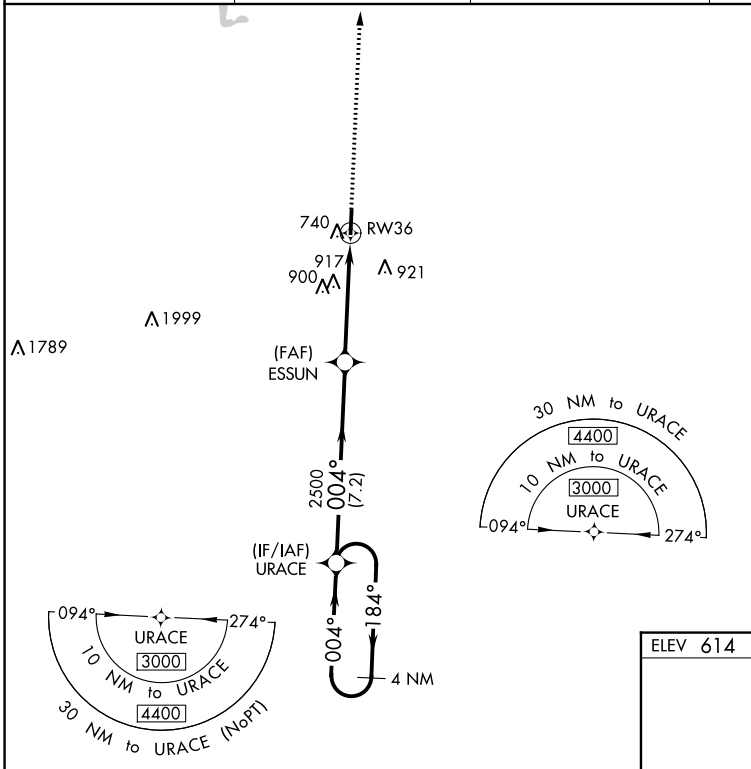 740
RW36
917
900
921
1999
1789
(FAF)
ESSUN
2500
004°
(7.2)
(IF/IAF)
URACE
004°
184°
4 NM
30 NM to URACE
4400
10 NM to URACE
3000
URACE
094°
274°
094°
274°
URACE
3000
10 NM to URACE
4400
30 NM to URACE (NoPT)
ELEV 614